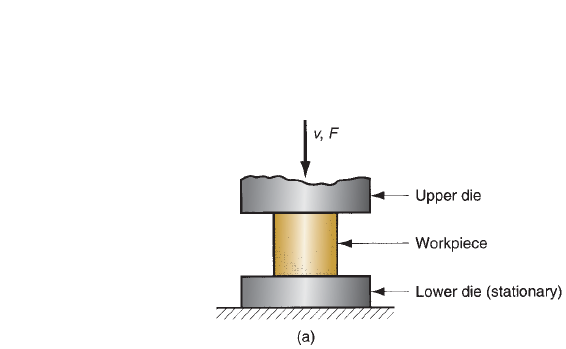 v, F
Upper die
Workpiece
Lower die (stationary)
(a)